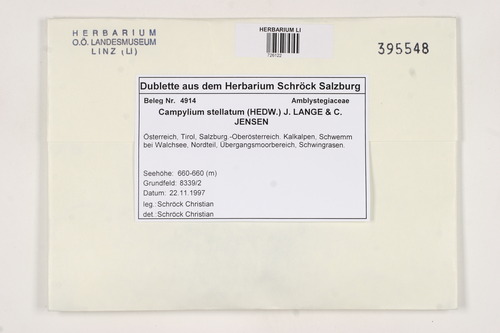 HERBARIUM
O.Ö. LANDESMUSEUM
LINZ (LI)
HERBARIUM LI
395548
Dublette aus dem Herbarium Schröck Salzburg
Beleg Nr. 4914 Amblystegiaceae
Campylium stellatum (HEDW.) J. LANGE & C.
JENSEN
Österreich, Tirol, Salzburg.-Oberösterreich. Kalkalpen, Schwemm
bei Walchsee, Nordteil, Übergangsmoorbereich, Schwingrasen.
Seehöhe: 660-660 (m)
Grundfeld: 8339/2
Datum: 22.11.1997
leg.:Schröck Christian
det.:Schröck Christian